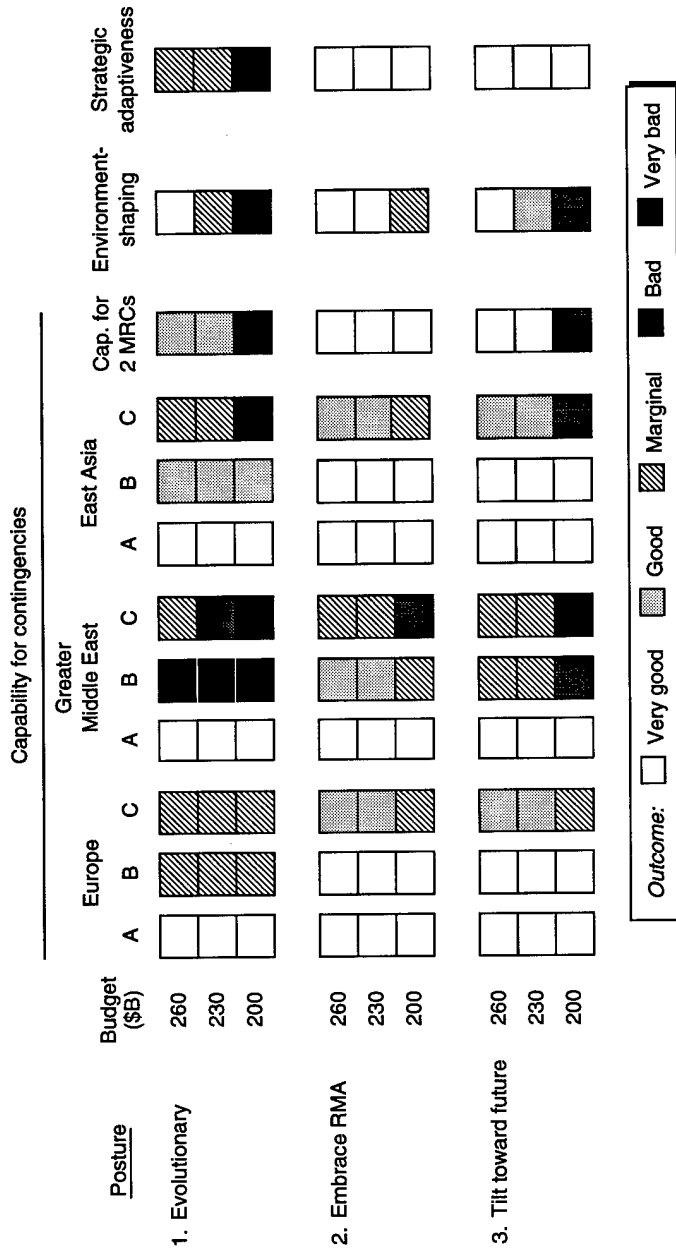 Capability for contingencies
Greater
Europe Middle East East Asia Cap. for Environment- Strategic
Posture Budget ($B) A B C A B C A B C 2 MRCs shaping adaptiveness
1. Evolutionary 260
230
200
2. Embrace RMA 260
230
200
3. Tilt toward future 260
230
200
Outcome: Very good Good Marginal Bad Very bad